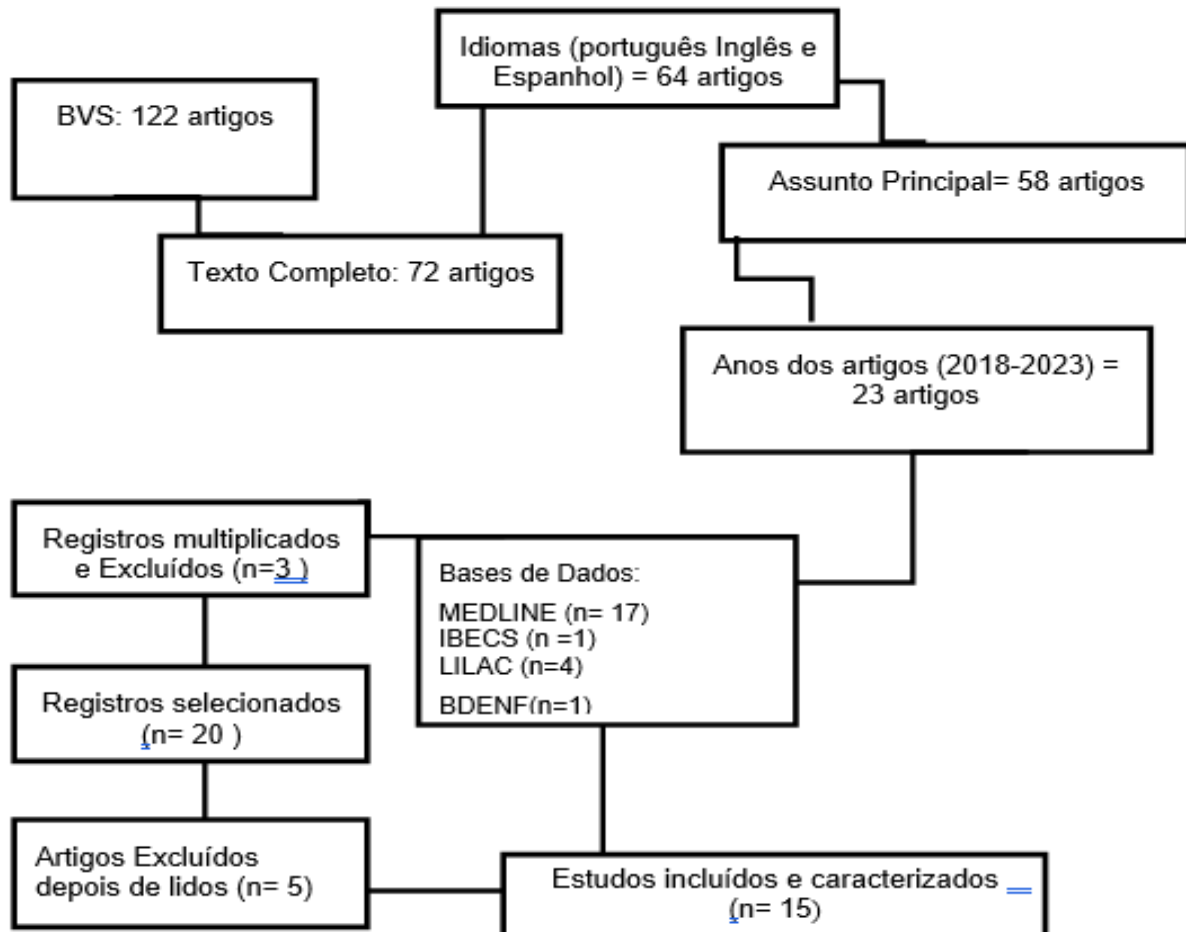 BVS: 122 artigos
Texto Completo: 72 artigos
Idiomas (português Inglês e
Espanhol) = 64 artigos
Assunto Principal= 58 artigos
Anos dos artigos (2018-2023) =
23 artigos
Bases de Dados:
MEDLINE (n= 17)
IBECS (n =1)
LILAC (n=4)
BDENF(n=1)
Registros multiplicados
e Excluídos (n=3 )
Registros selecionados
(n= 20 )
Artigos Excluídos
depois de lidos (n= 5)
Estudos incluídos e caracterizados
(n= 15)